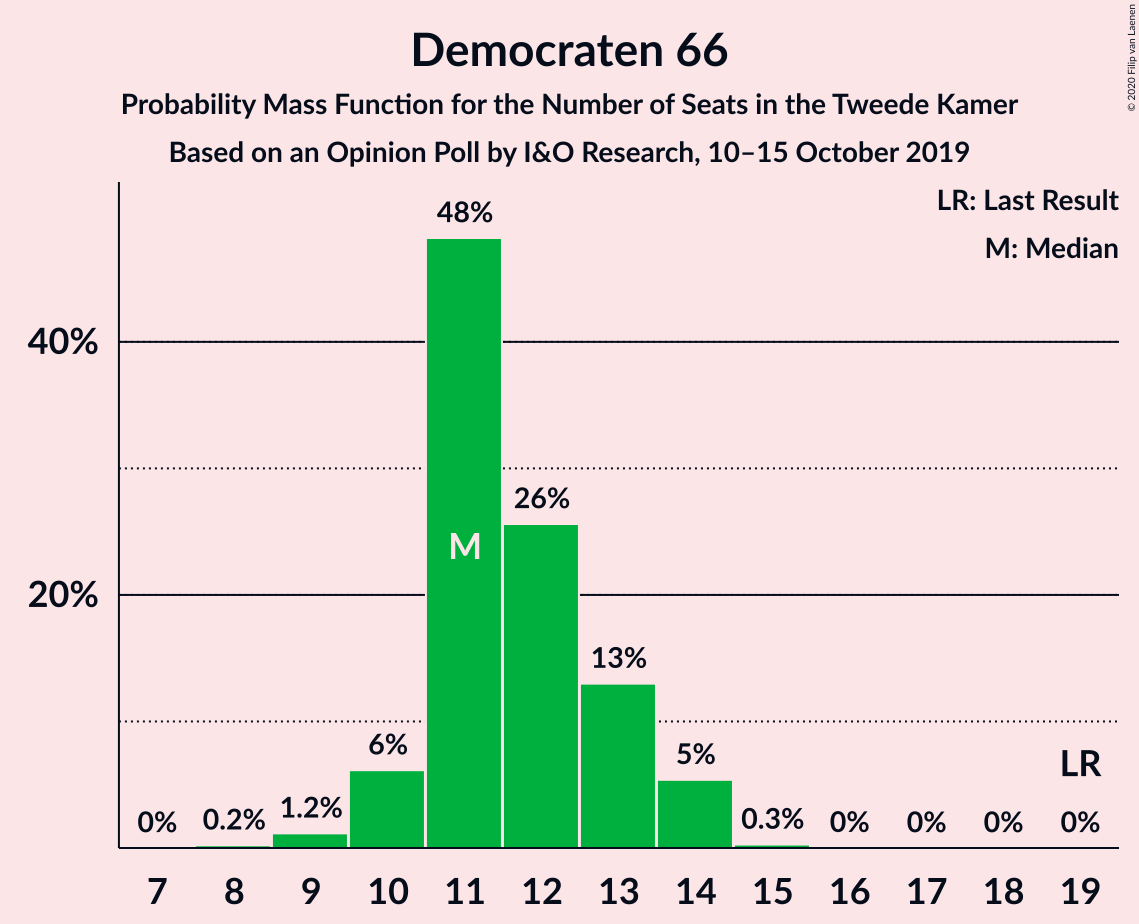 Democraten 66
Probability Mass Function for the Number of Seats in the Tweede Kamer
Based on an Opinion Poll by I&O Research, 10–15 October 2019
© 2020 Filip van Laenen
LR: Last Result
M: Median
48%
40%
26%
M
20%
13%
6%
5%
LR
0%
0.2%
1.2%
0.3%
0%
0%
0%
0%
7 8 9 10 11 12 13 14 15 16 17 18 19